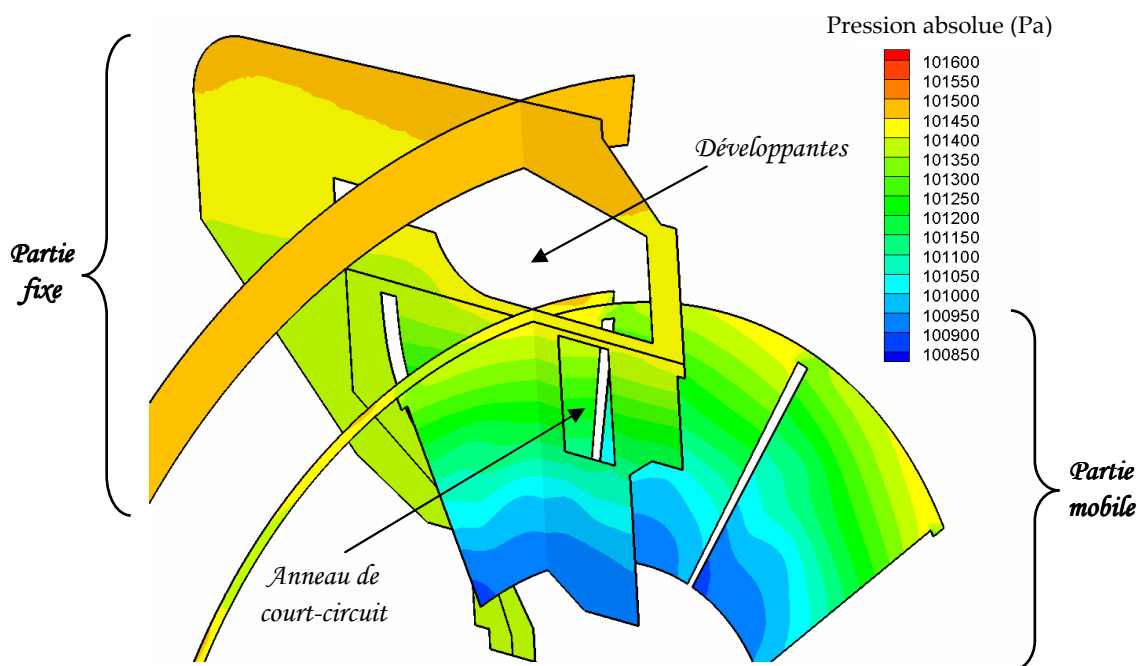 Pression absolue (Pa)
101600
101550
101500
101450
101400
101350
101300
101250
101200
101150
101100
101050
101000
100950
100900
100850
Développantes
Partie
fixe
Partie
mobile
Anneau de
court-circuit